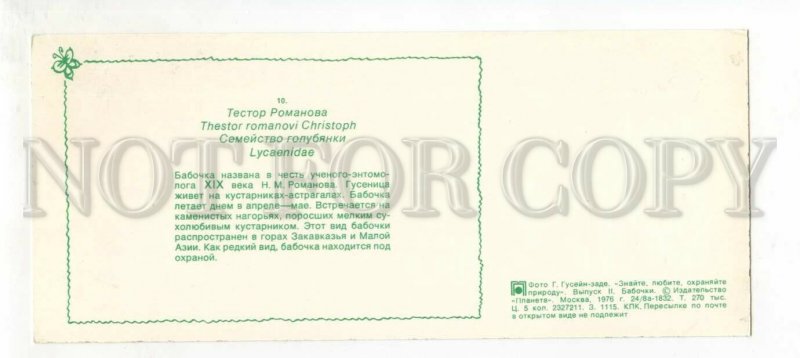 10.
Тестор Романова
Thestor romanovi Christoph
Семейство голубянки
Lycaenidae
Бабочка названа в честь ученого-энтомо-
лога XIX века Н. М. Романова. Гусеница
живет на кустарниках-астрагалах. Бабочка
летает днем в апреле—мае. Встречается на
каменистых нагорьях, поросших мелким су-
холюбивым кустарником. Этот вид бабочки
распространен в горах Закавказья и Малой
Азии. Как редкий вид, бабочка находится под
охраной.
Фото Г. Гусейн-заде. «Знайте, любите, охраняйте
природу». Выпуск II. Бабочки. © Издательство
«Планета». Москва, 1976 г. 24/8а-1832. Т. 270 тыс.
Ц. 5 коп. 2327211. З. 1115. КПК. Пересылке по почте
в открытом виде не подлежит
NOT FOR COPY